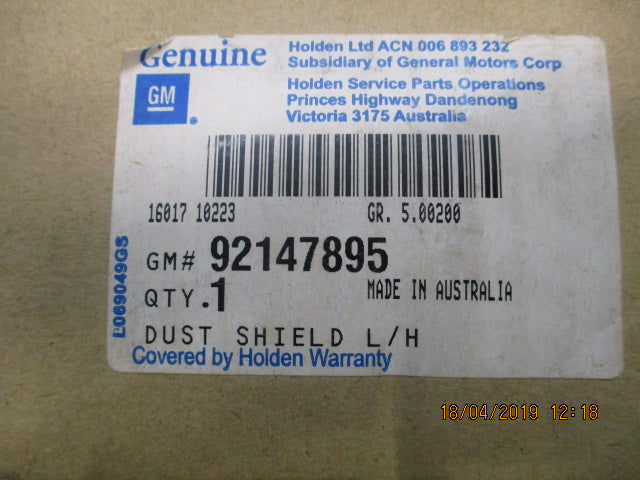 Genuine
GM
Holden Ltd ACN 006 893 232
Subsidiary of General Motors Corp
Holden Service Parts Operations
Princes Highway Dandenong
Victoria 3175 Australia
16017 10223 GR. 5.00200
GM# 92147895
QTY .1 MADE IN AUSTRALIA
DUST SHIELD L/H
Covered by Holden Warranty
L069049GS
18/04/2019 12:18